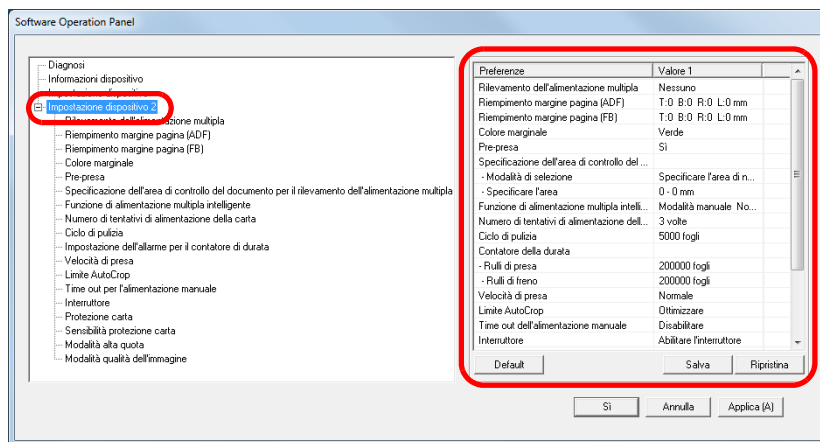 Software Operation Panel
Diagnosi
Informazioni dispositivo
Impostazione dispositivo 2
Rilevamento dell'alimentazione multipla
Riempimento margine pagina (ADF)
Riempimento margine pagina (FB)
Colore marginale
Pre-presa
Specificazione dell'area di controllo del documento per il rilevamento dell'alimentazione multipla
Funzione di alimentazione multipla intelligente
Numero di tentativi di alimentazione della carta
Ciclo di pulizia
Impostazione dell'allarme per il contatore di durata
Velocità di presa
Limite AutoCrop
Time out per l'alimentazione manuale
Interruttore
Protezione carta
Sensibilità protezione carta
Modalità alta quota
Modalità qualità dell'immagine
Preferenze Valore 1
Rilevamento dell'alimentazione multipla Nessuno
Riempimento margine pagina (ADF) T:0 B:0 R:0 L:0 mm
Riempimento margine pagina (FB) T:0 B:0 R:0 L:0 mm
Colore marginale Verde
Pre-presa Sì
Specificazione dell'area di controllo del ...
- Modalità di selezione Specificare l'area di n...
- Specificare l'area 0 - 0 mm
Funzione di alimentazione multipla intelli... Modalità manuale No...
Numero di tentativi di alimentazione dell... 3 volte
Ciclo di pulizia 5000 fogli
Contatore della durata
- Rulli di presa 200000 fogli
- Rulli di freno 200000 fogli
Velocità di presa Normale
Limite AutoCrop Ottimizzare
Time out dell'alimentazione manuale Disabilitare
Interruttore Abilitare l'interruttore
Default Salva Ripristina
Sì Annulla Applica (A)